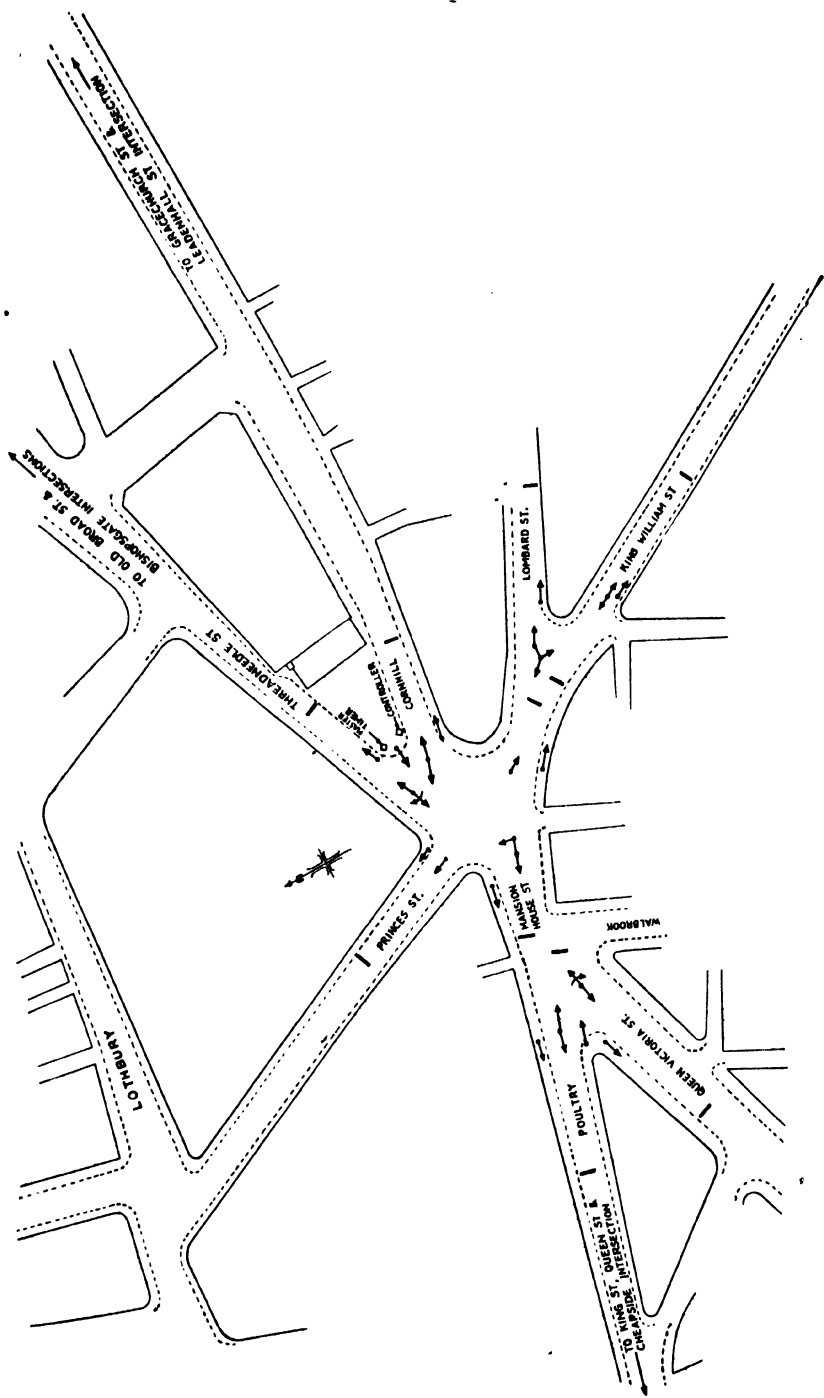 TO GRACECHURCH ST &
LEADENHALL ST INTERSECTION
TO OLD BROAD ST. &
BISHOPSGATE INTERSECTIONS
THREADNEEDLE ST
MASTER
TIMER
CONTROLLER
CORNHILL
LOMBARD ST.
KING WILLIAM ST
PRINCES ST.
MANSION
HOUSE ST
WALBROOK
LOTHBURY
POULTRY
QUEEN VICTORIA ST.
TO KING ST, QUEEN ST &
CHEAPSIDE INTERSECTION